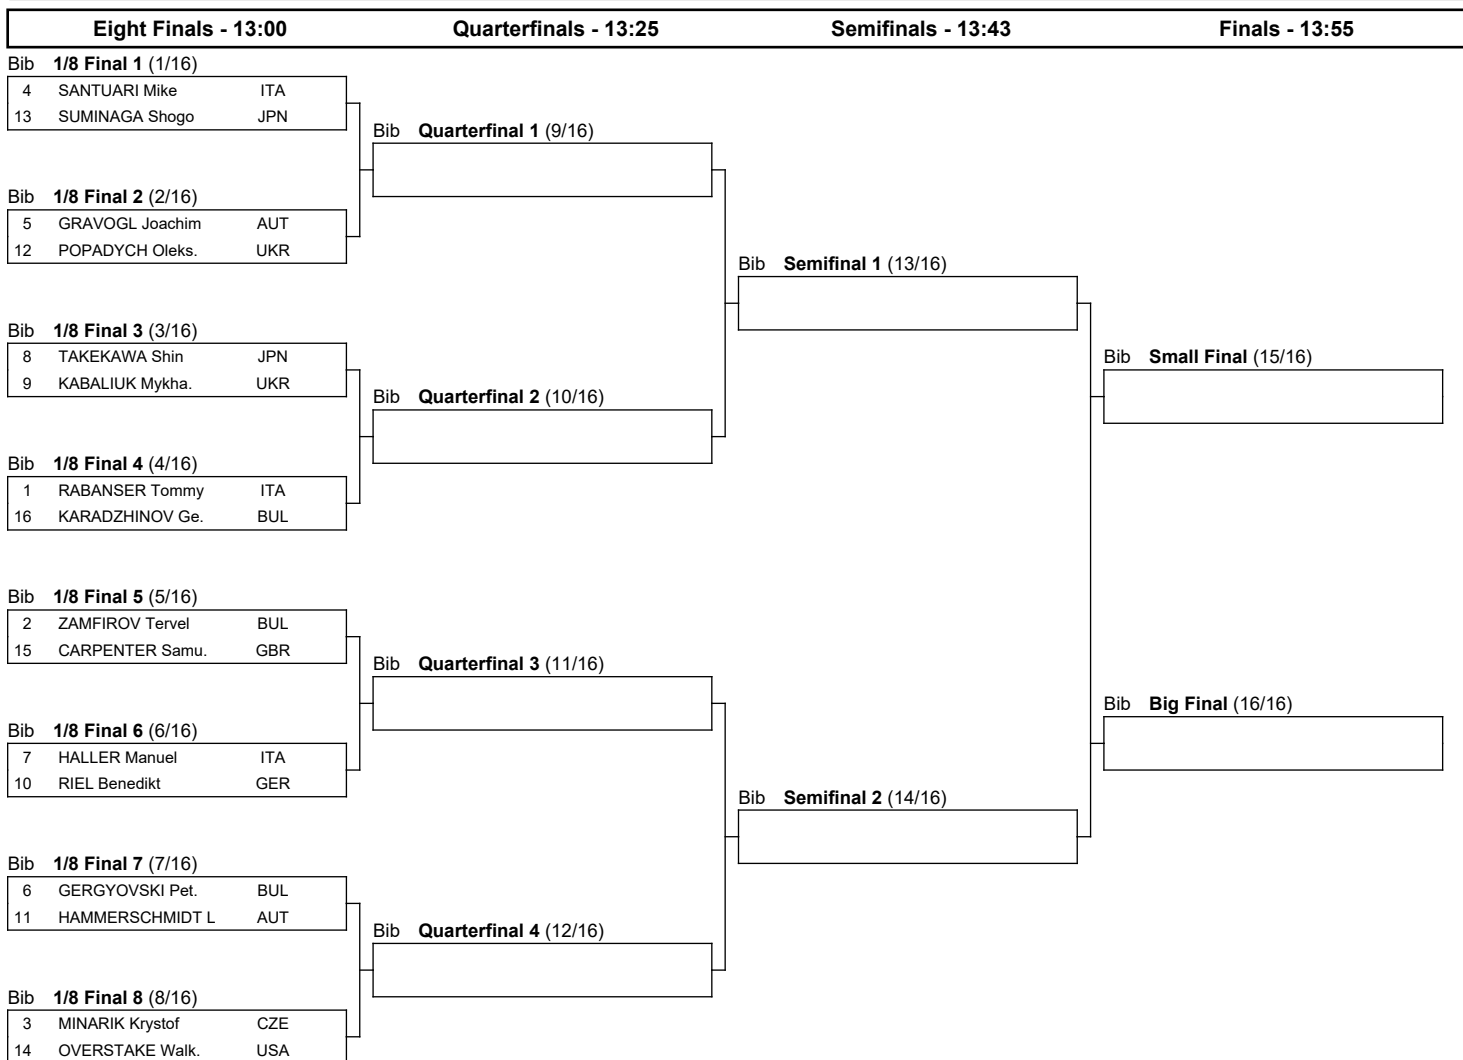 Eight Finals - 13:00 Quarterfinals - 13:25 Semifinals - 13:43 Finals - 13:55
Bib 1/8 Final 1 (1/16)
4 SANTUARI Mike ITA
13 SUMINAGA Shogo JPN
Bib Quarterfinal 1 (9/16)
Bib 1/8 Final 2 (2/16)
5 GRAVOGL Joachim AUT
12 POPADYCH Oleks. UKR
Bib Semifinal 1 (13/16)
Bib 1/8 Final 3 (3/16)
8 TAKEKAWA Shin JPN
9 KABALIUK Mykha. UKR
Bib Small Final (15/16)
Bib Quarterfinal 2 (10/16)
Bib 1/8 Final 4 (4/16)
1 RABANSER Tommy ITA
16 KARADZHINOV Ge. BUL
Bib 1/8 Final 5 (5/16)
2 ZAMFIROV Tervel BUL
15 CARPENTER Samu. GBR
Bib Quarterfinal 3 (11/16)
Bib Big Final (16/16)
Bib 1/8 Final 6 (6/16)
7 HALLER Manuel ITA
10 RIEL Benedikt GER
Bib Semifinal 2 (14/16)
Bib 1/8 Final 7 (7/16)
6 GERGYOVSKI Pet. BUL
11 HAMMERSCHMIDT L AUT
Bib Quarterfinal 4 (12/16)
Bib 1/8 Final 8 (8/16)
3 MINARIK Krystof CZE
14 OVERSTAKE Walk. USA